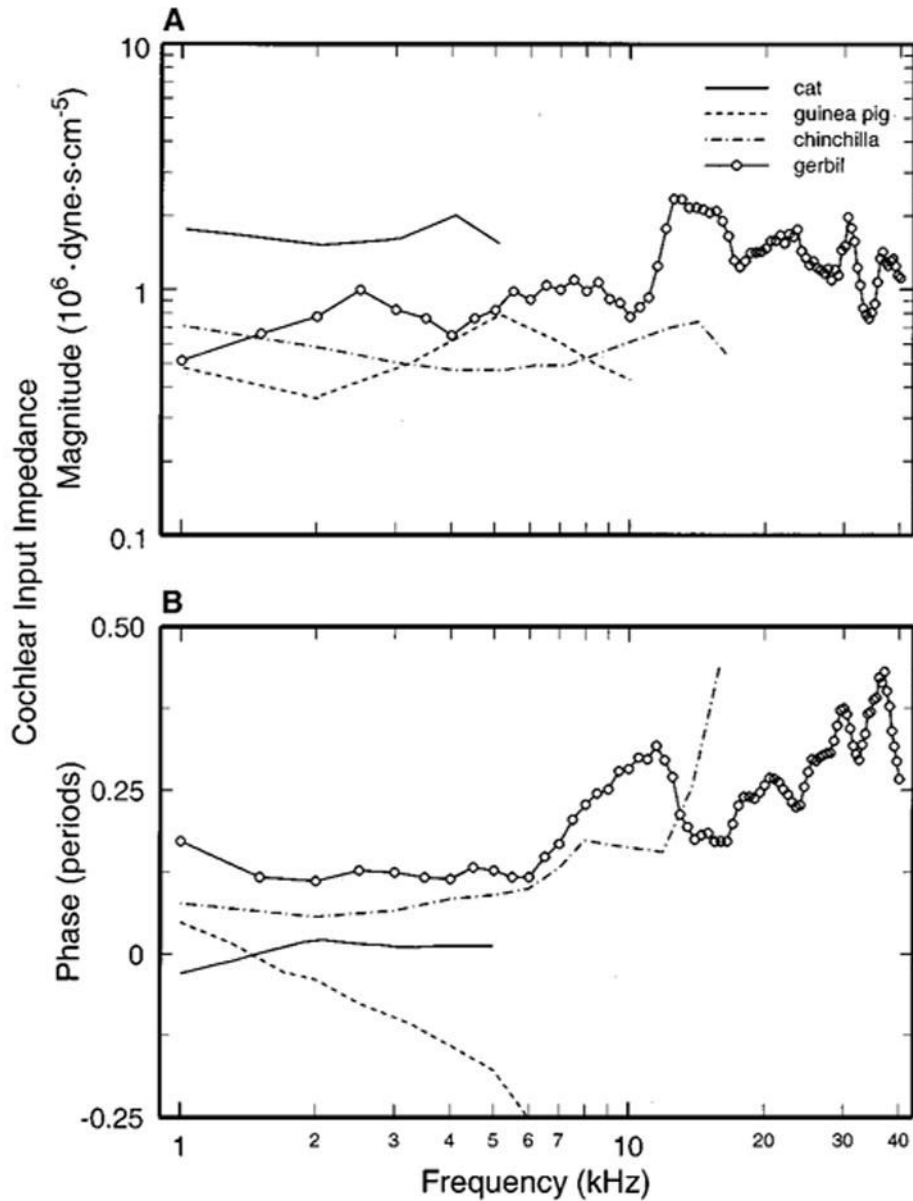 A
10
1
0.1
Cochlear Input Impedance
Magnitude (10⁶ · dyne·s·cm⁻⁵)
cat
guinea pig
chinchilla
gerbil
B
0.50
0.25
0
-0.25
Phase (periods)
1 2 3 4 5 6 7 10 20 30 40
Frequency (kHz)